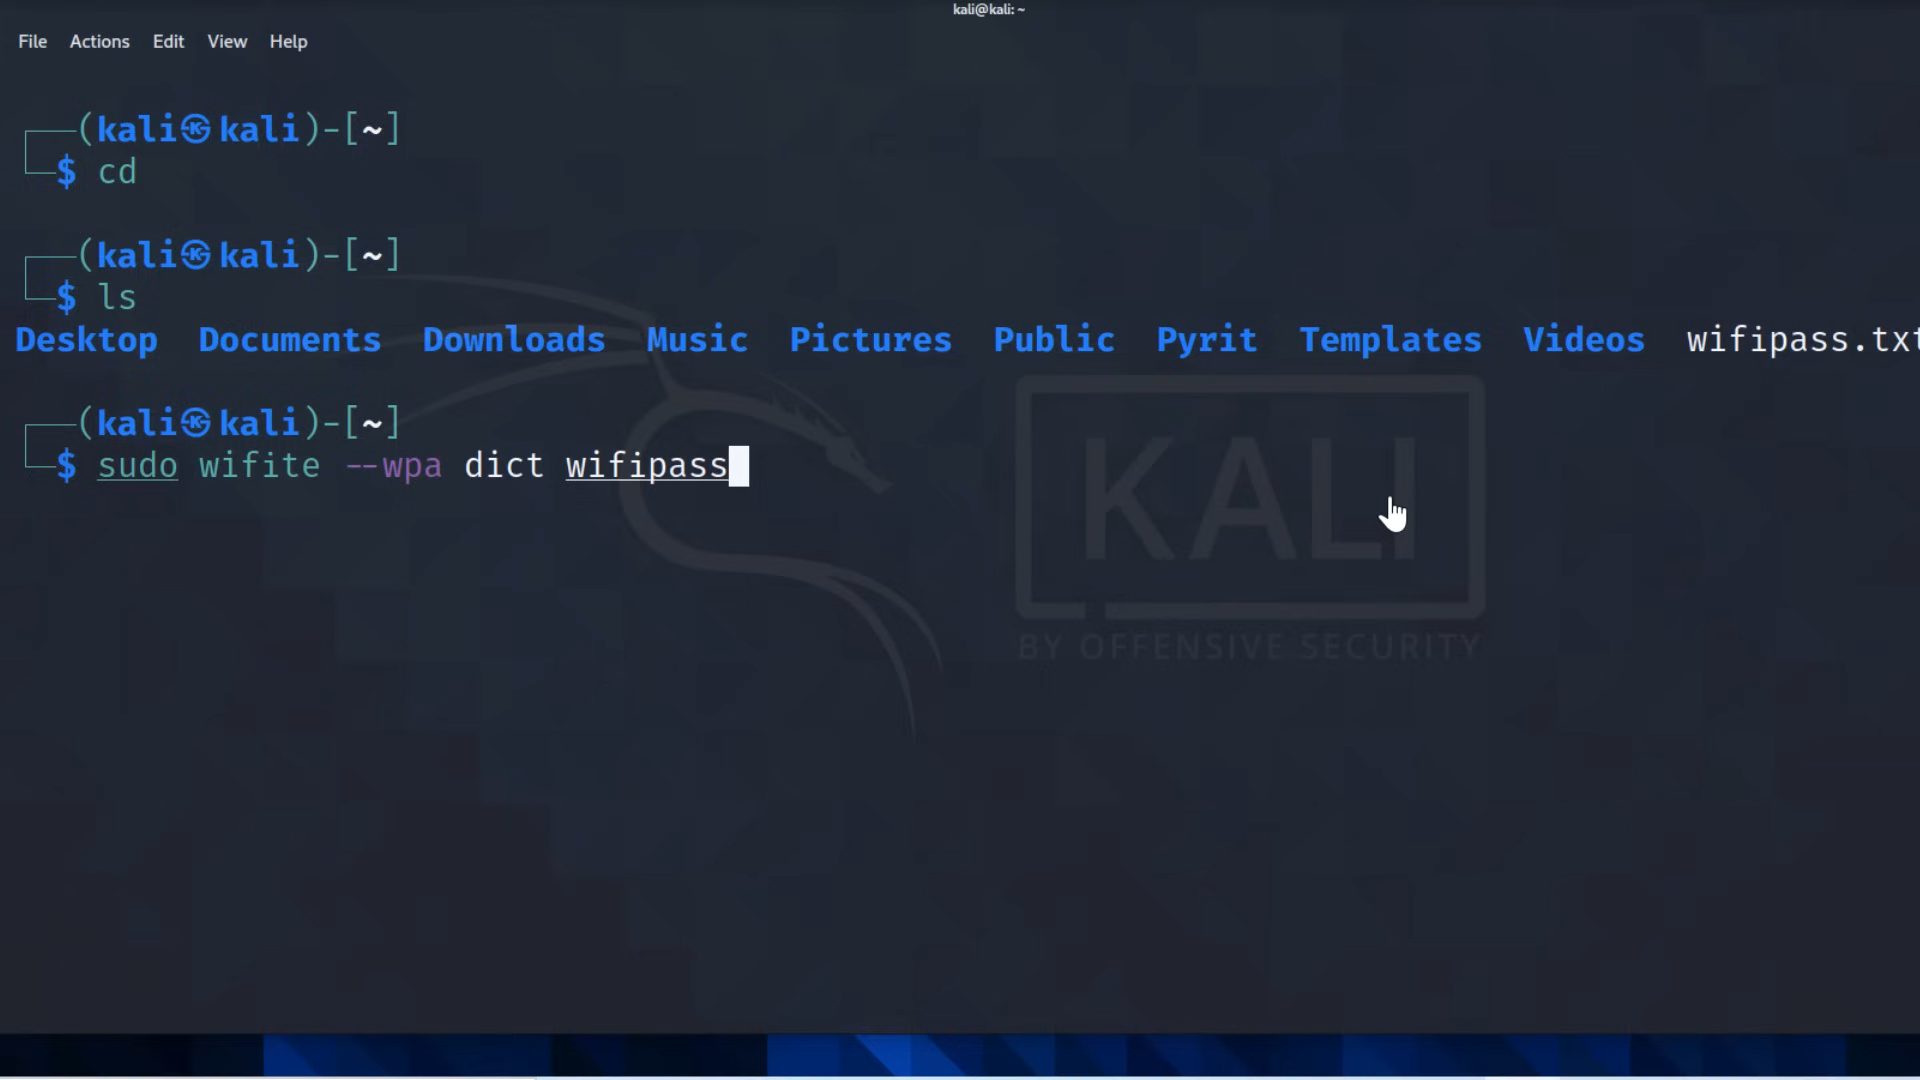 kali@kali: ~
File Actions Edit View Help
(kali㉿kali)-[~]
$ cd
(kali㉿kali)-[~]
$ ls
Desktop Documents Downloads Music Pictures Public Pyrit Templates Videos wifipass.txt
(kali㉿kali)-[~]
$ sudo wifite --wpa dict wifipass
KALI
BY OFFENSIVE SECURITY